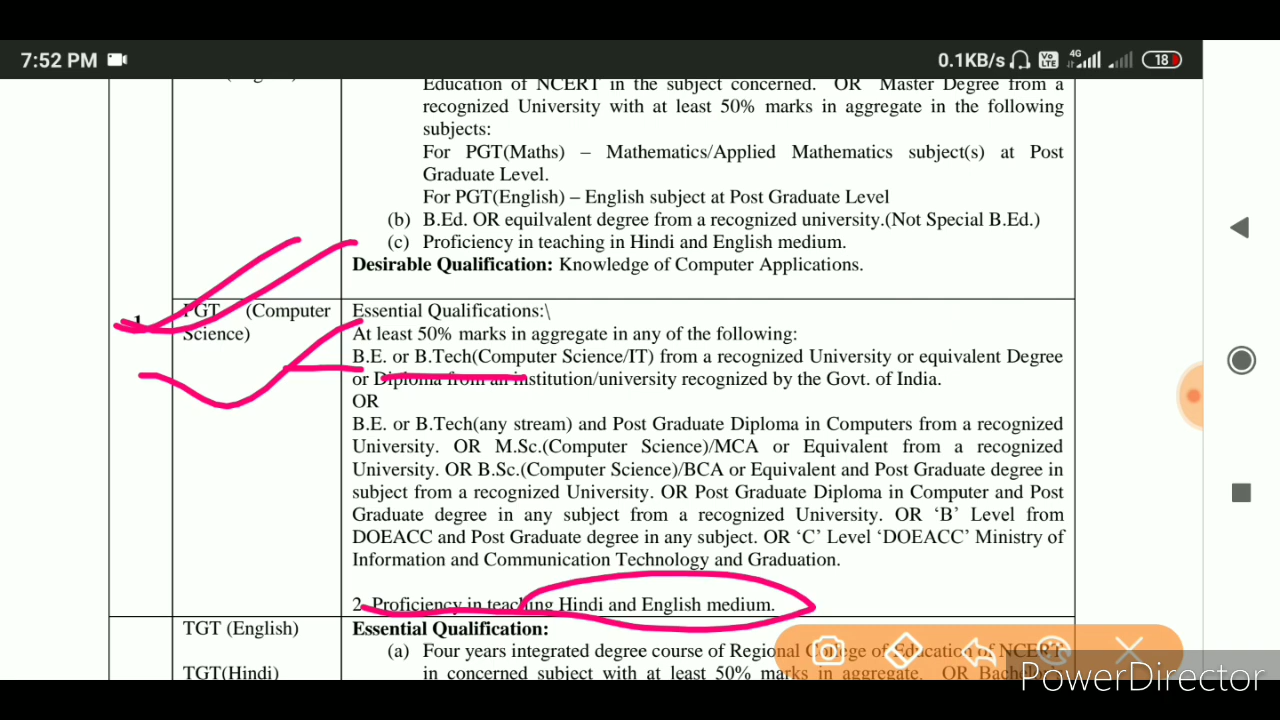 7:52 PM
0.1KB/s
4G
Vo
LTE
18
Education of NCERT in the subject concerned. OR Master Degree from a
recognized University with at least 50% marks in aggregate in the following
subjects:
For PGT(Maths) – Mathematics/Applied Mathematics subject(s) at Post
Graduate Level.
For PGT(English) – English subject at Post Graduate Level
(b) B.Ed. OR equilvalent degree from a recognized university.(Not Special B.Ed.)
(c) Proficiency in teaching in Hindi and English medium.
Desirable Qualification: Knowledge of Computer Applications.
1
PGT (Computer
Science)
Essential Qualifications:\
At least 50% marks in aggregate in any of the following:
B.E. or B.Tech(Computer Science/IT) from a recognized University or equivalent Degree
or Diploma from an institution/university recognized by the Govt. of India.
OR
B.E. or B.Tech(any stream) and Post Graduate Diploma in Computers from a recognized
University. OR M.Sc.(Computer Science)/MCA or Equivalent from a recognized
University. OR B.Sc.(Computer Science)/BCA or Equivalent and Post Graduate degree in
subject from a recognized University. OR Post Graduate Diploma in Computer and Post
Graduate degree in any subject from a recognized University. OR ‘B’ Level from
DOEACC and Post Graduate degree in any subject. OR ‘C’ Level ‘DOEACC’ Ministry of
Information and Communication Technology and Graduation.
2. Proficiency in teaching Hindi and English medium.
TGT (English)
TGT(Hindi)
Essential Qualification:
(a) Four years integrated degree course of Regional College of Education of NCERT
in concerned subject with at least 50% marks in aggregate. OR
PowerDirector